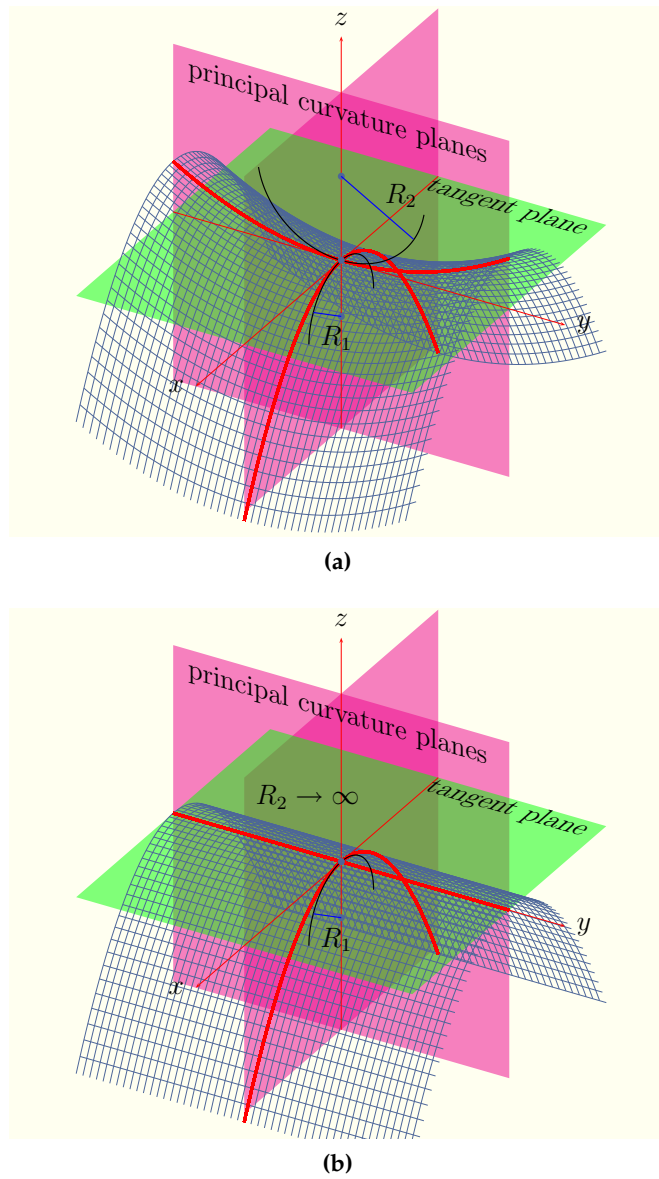 z
principal curvature planes
tangent plane
R₂
y
R₁
x
(a)
z
principal curvature planes
tangent plane
R₂ → ∞
y
R₁
x
(b)